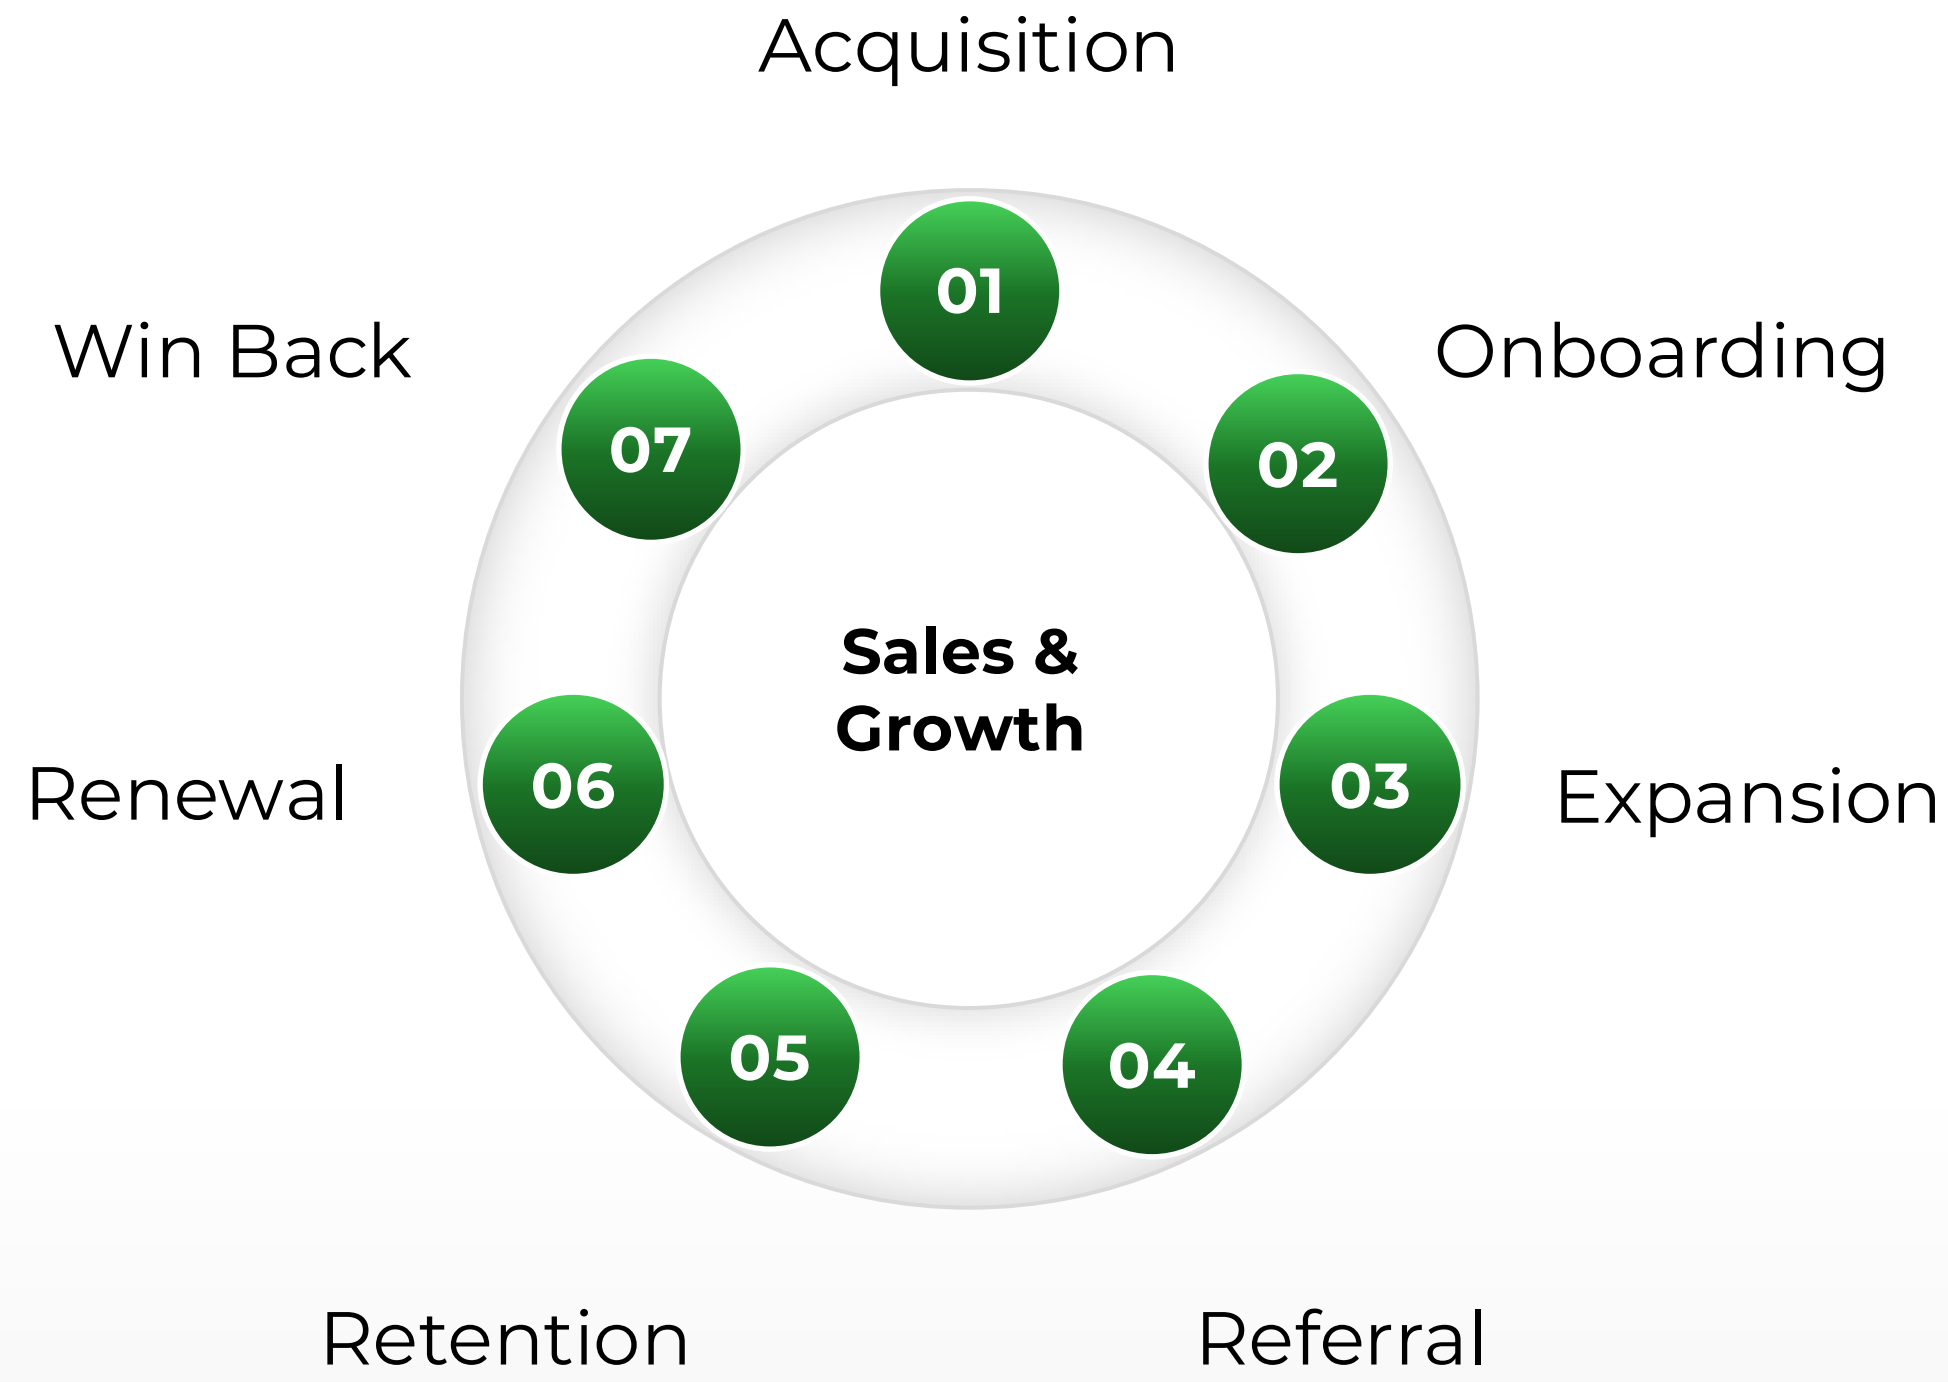 Acquisition
01
Onboarding
02
Expansion
03
Referral
04
Retention
05
Renewal
06
Win Back
07
Sales &
Growth